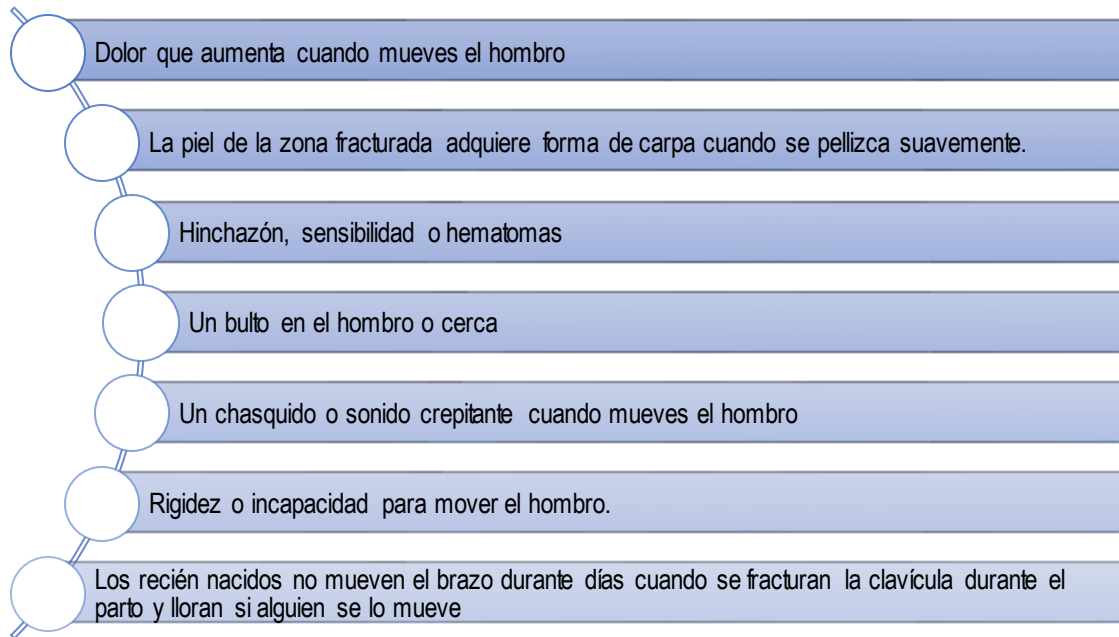 Dolor que aumenta cuando mueves el hombro
La piel de la zona fracturada adquiere forma de carpa cuando se pellizca suavemente.
Hinchazón, sensibilidad o hematomas
Un bulto en el hombro o cerca
Un chasquido o sonido crepitante cuando mueves el hombro
Rigidez o incapacidad para mover el hombro.
Los recién nacidos no mueven el brazo durante días cuando se fracturan la clavícula durante el
parto y lloran si alguien se lo mueve